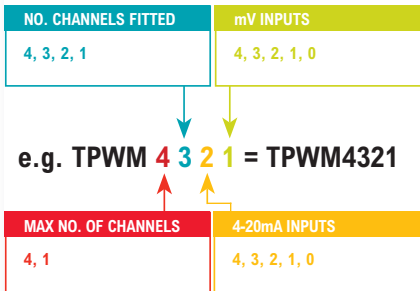 NO. CHANNELS FITTED
4, 3, 2, 1
mV INPUTS
4, 3, 2, 1, 0
e.g. TPWM 4 3 2 1 = TPWM4321
MAX NO. OF CHANNELS
4, 1
4-20mA INPUTS
4, 3, 2, 1, 0